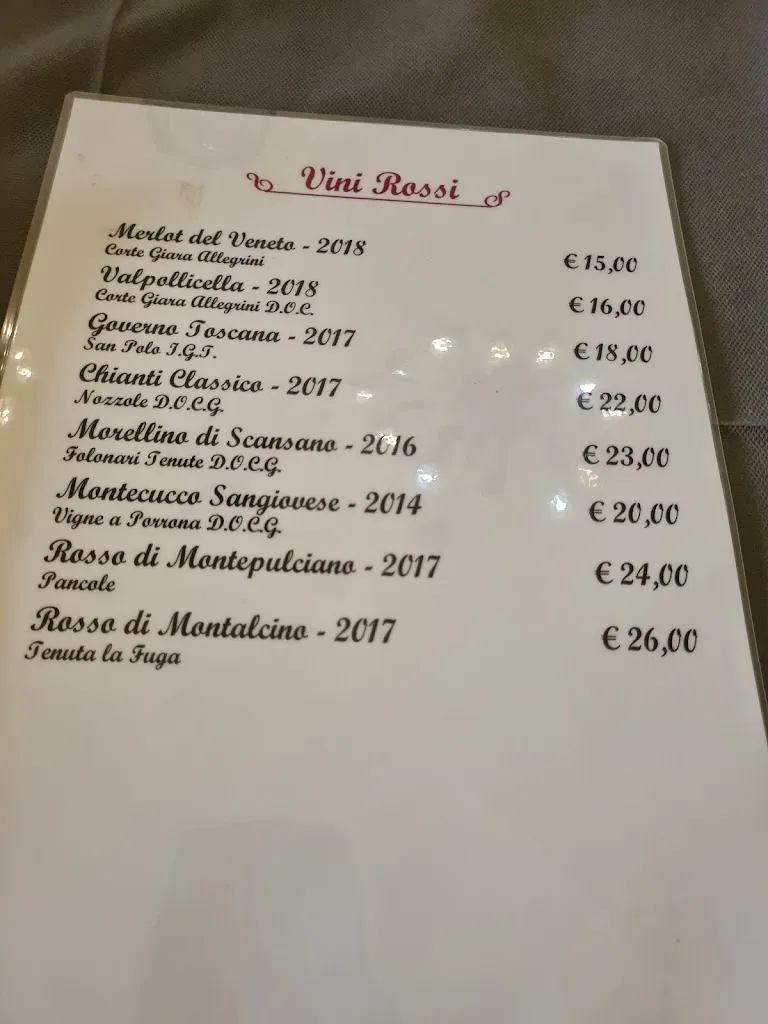 Vini Rossi
Merlot del Veneto - 2018
Corte Giara Allegrini
€ 15,00
Valpollicella - 2018
Corte Giara Allegrini D.O.C.
€ 16,00
Governo Toscana - 2017
San Polo I.G.T.
€ 18,00
Chianti Classico - 2017
Nozzole D.O.C.G.
€ 22,00
Morellino di Scansano - 2016
Folonari Tenute D.O.C.G.
€ 23,00
Montecucco Sangiovese - 2014
Vigne a Porrona D.O.C.G.
€ 20,00
Rosso di Montepulciano - 2017
Pancole
€ 24,00
Rosso di Montalcino - 2017
Tenuta la Fuga
€ 26,00